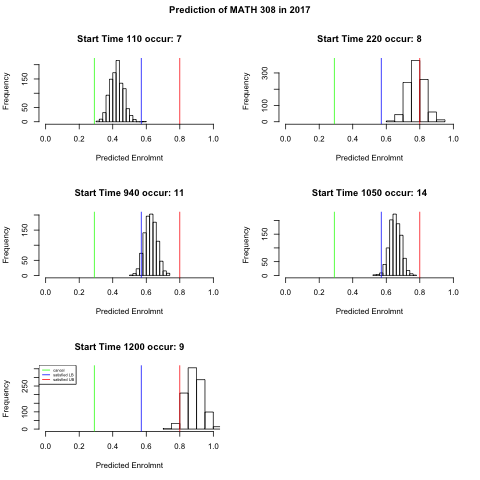 Prediction of MATH 308 in 2017
Start Time 110 occur: 7
Frequency
0 50 150
0.0 0.2 0.4 0.6 0.8 1.0
Predicted Enrolmnt
Start Time 220 occur: 8
Frequency
0 100 300
0.0 0.2 0.4 0.6 0.8 1.0
Predicted Enrolmnt
Start Time 940 occur: 11
Frequency
0 50 150
0.0 0.2 0.4 0.6 0.8 1.0
Predicted Enrolmnt
Start Time 1050 occur: 14
Frequency
0 50 150
0.0 0.2 0.4 0.6 0.8 1.0
Predicted Enrolmnt
Start Time 1200 occur: 9
Frequency
0 100 250
cancel
satisfied LB
satisfied UB
0.0 0.2 0.4 0.6 0.8 1.0
Predicted Enrolmnt